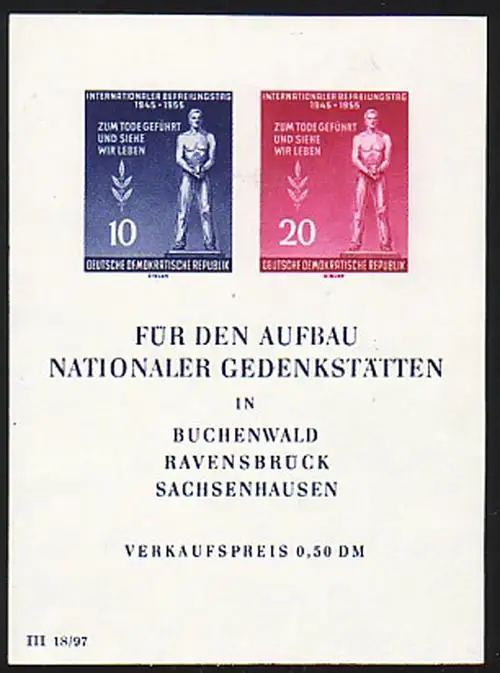 INTERNATIONALER BEFREIUNGSTAG
1945-1955
ZUM TODE GEFÜHRT
UND SIEHE
WIR LEBEN
10
DEUTSCHE DEMOKRATISCHE REPUBLIK
INTERNATIONALER BEFREIUNGSTAG
1945-1955
ZUM TODE GEFÜHRT
UND SIEHE
WIR LEBEN
20
DEUTSCHE DEMOKRATISCHE REPUBLIK
FÜR DEN AUFBAU
NATIONALER GEDENKSTÄTTEN
IN
BUCHENWALD
RAVENSBRÜCK
SACHSENHAUSEN
VERKAUFSPREIS 0,50 DM
III 18/97